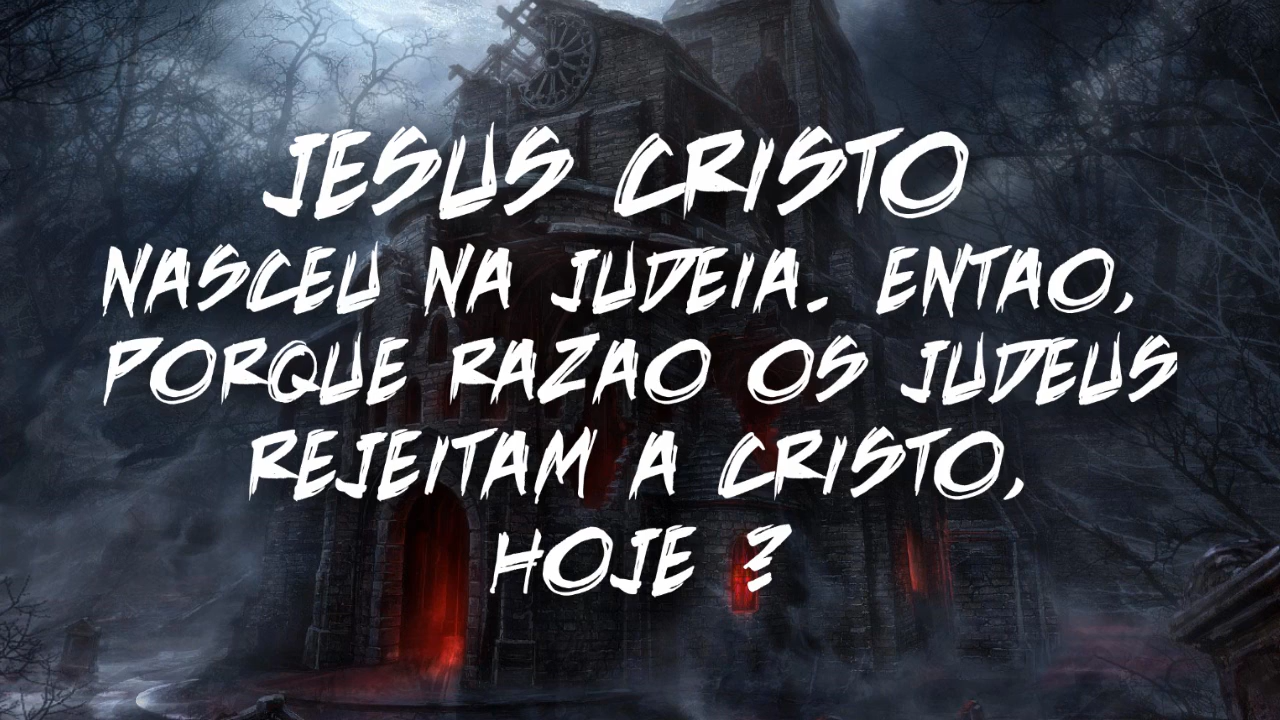 JESUS CRISTO
NASCEU NA JUDEIA. ENTAO,
PORQUE RAZAO OS JUDEUS
REJEITAM A CRISTO,
HOJE ?